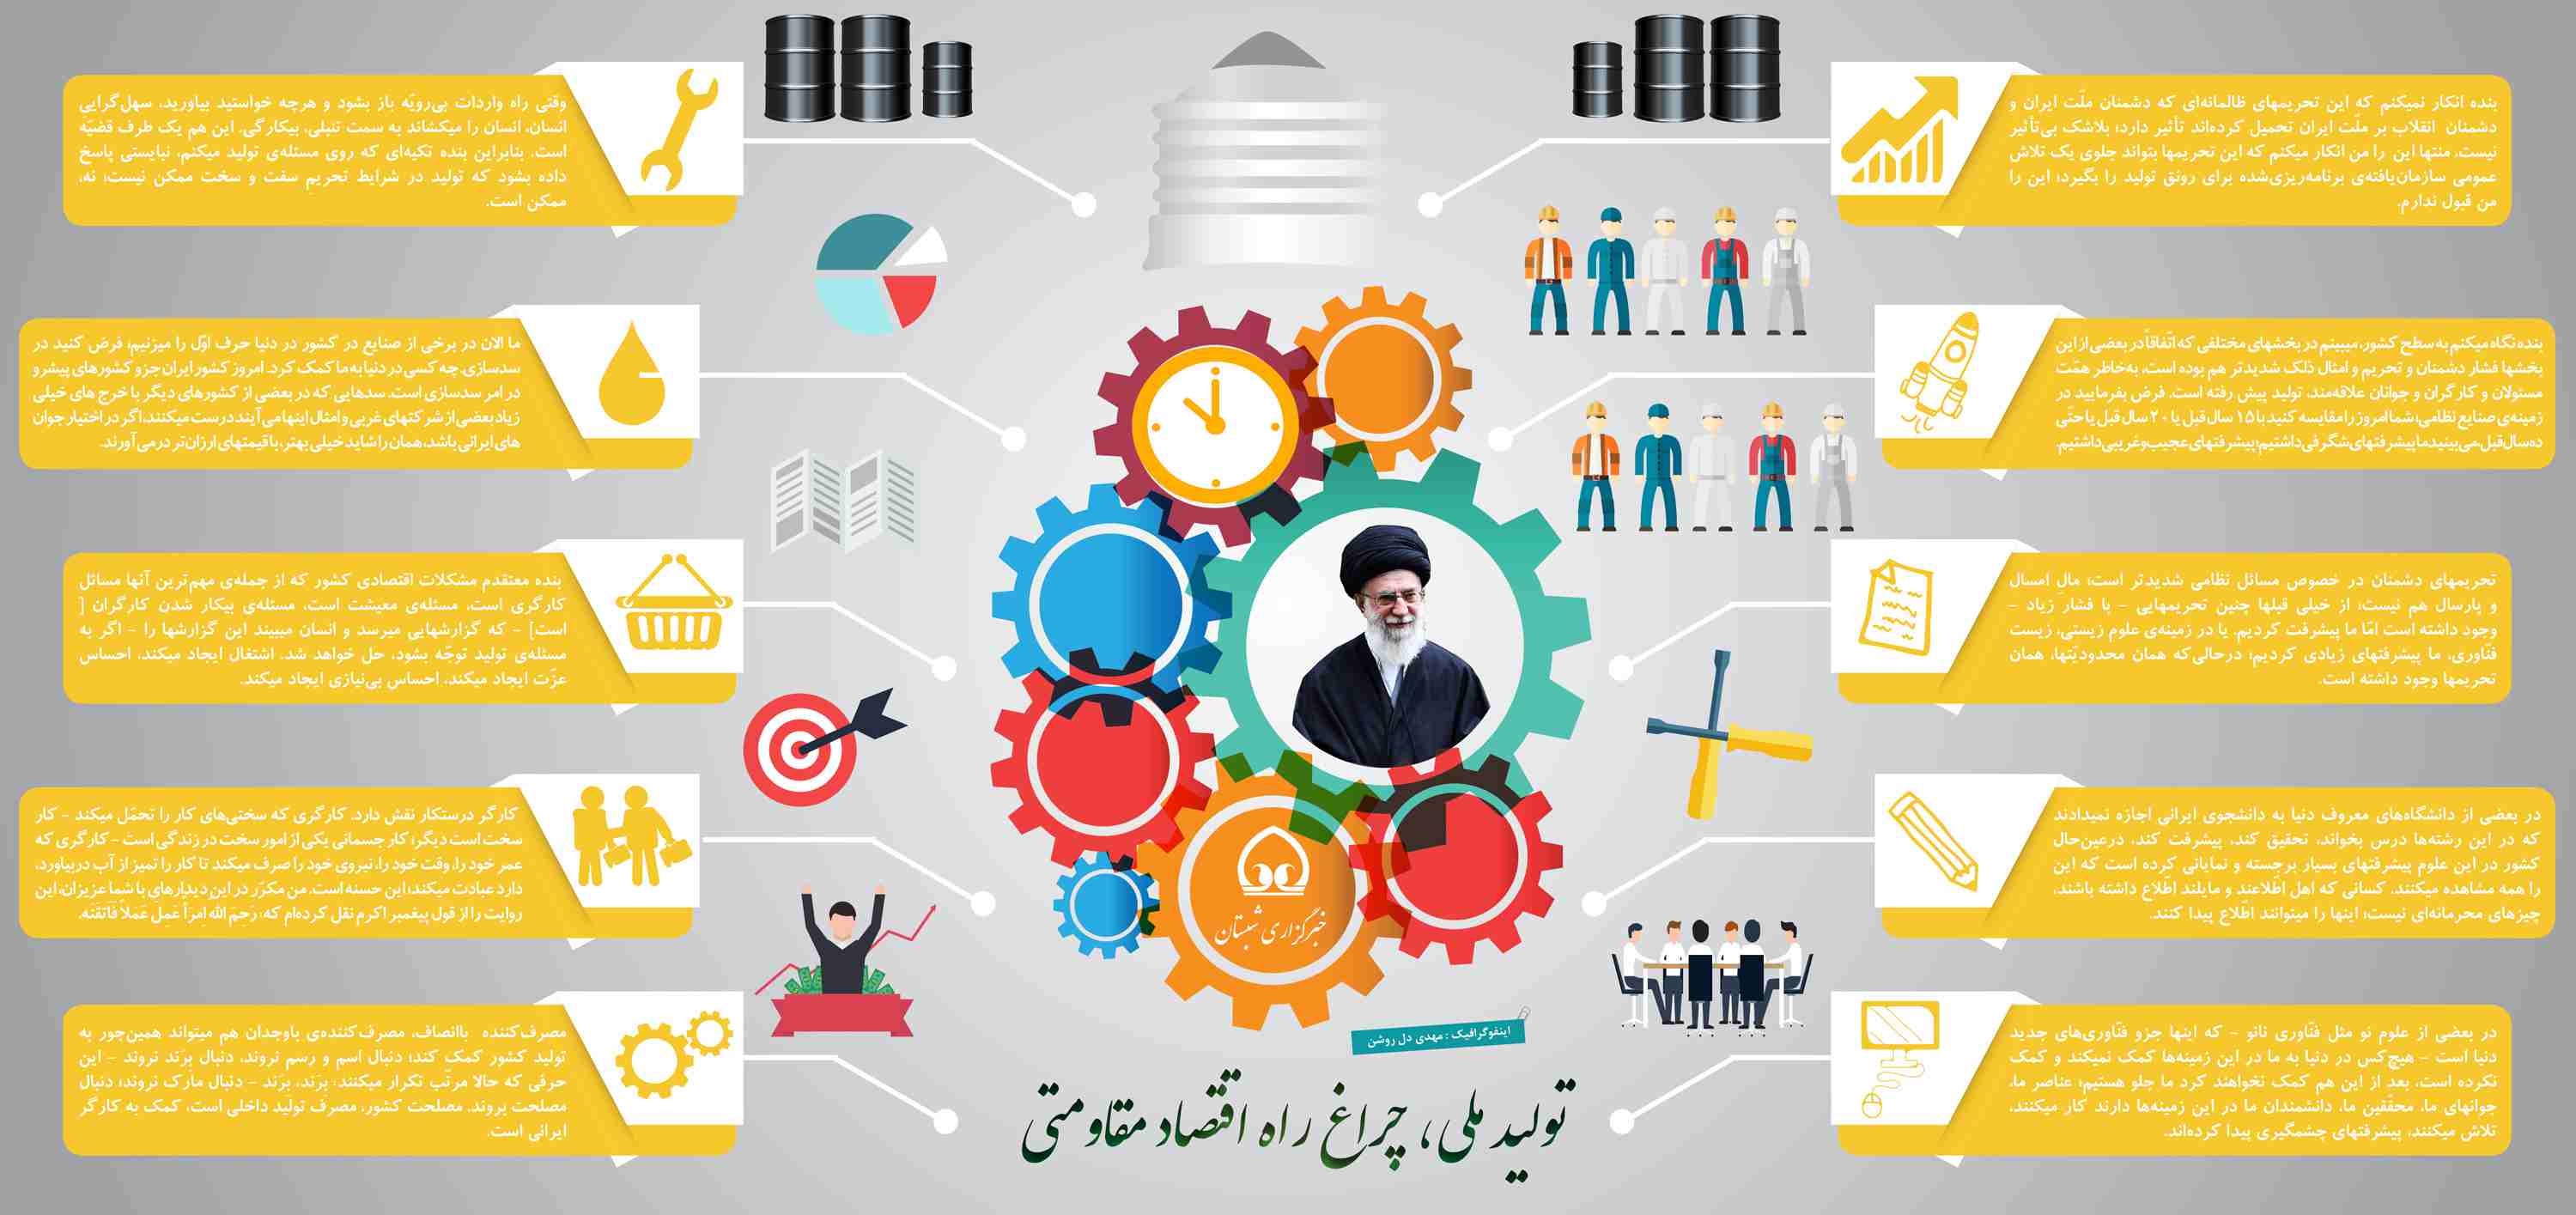 بنده انکار نمیکنم که این تحریمهای ظالمانه‌ای که دشمنان ملّت ایران و
دشمنان انقلاب بر ملّت ایران تحمیل کرده‌اند تأثیر دارد؛ بلاشک بی‌تأثیر
نیست، منتها این را من انکار میکنم که این تحریمها بتواند جلوی یک تلاش
عمومی سازمان‌یافته‌ی برنامه‌ریزی‌شده برای رونق تولید را بگیرد؛ این را
من قبول ندارم.
بنده نگاه میکنم به سطح کشور، میبینم در بخشهای مختلفی که اتّفاقاً در بعضی از این
بخشها فشار دشمنان و تحریم و امثال ذلک شدیدتر هم بوده است، به‌خاطر همّت
مسئولان و کارگران و جوانان علاقه‌مند، تولید پیش رفته است. فرض بفرمایید در
زمینه‌ی صنایع نظامی؛ شما امروز را مقایسه کنید با ۱۵ سال قبل یا ۲۰ سال قبل یا حتّی
ده‌سال قبل، می‌بینید ما پیشرفتهای شگرفی داشتیم؛ پیشرفتهای عجیب‌وغریبی داشتیم.
تحریمهای دشمنان در خصوص مسائل نظامی شدیدتر است؛ مال امسال
و پارسال هم نیست؛ از خیلی قبلها چنین تحریمهایی - با فشار زیاد -
وجود داشته است امّا ما پیشرفت کردیم. یا در زمینه‌ی علوم زیستی، زیست
فنّاوری، ما پیشرفتهای زیادی کردیم؛ درحالی‌که همان محدودیّتها، همان
تحریمها وجود داشته است.
در بعضی از دانشگاه‌های معروف دنیا به دانشجوی ایرانی اجازه نمیدادند
که در این رشته‌ها درس بخواند، تحقیق کند، پیشرفت کند، درعین‌حال
کشور در این علوم پیشرفتهای بسیار برجسته و نمایانی کرده است که این
را همه مشاهده میکنند. کسانی که اهل اطّلاعند و مایلند اطّلاع داشته باشند،
چیزهای محرمانه‌ای نیست؛ اینها را میتوانند اطّلاع پیدا کنند.
در بعضی از علوم نو مثل فنّاوری نانو - که اینها جزو فنّاوری‌های جدید
دنیا است - هیچ‌کس در دنیا به ما در این زمینه‌ها کمک نمیکند و کمک
نکرده است، بعد از این هم کمک نخواهند کرد ما جلو هستیم؛ عناصر ما،
جوانهای ما، محقّقین ما، دانشمندان ما در این زمینه‌ها دارند کار میکنند،
تلاش میکنند، پیشرفتهای چشمگیری پیدا کرده‌اند.
وقتی راه واردات بی‌رویّه باز بشود و هرچه خواستید بیاورید، سهل‌گرایی
انسان، انسان را میکشاند به سمت تنبلی، بیکارگی. این هم یک طرف قضیّه
است. بنابراین بنده تکیه‌ای که روی مسئله‌ی تولید میکنم، نبایستی پاسخ
داده بشود که تولید در شرایط تحریم سفت و سخت ممکن نیست؛ نه،
ممکن است.
ما الان در برخی از صنایع در کشور در دنیا حرف اوّل را میزنیم؛ فرض کنید در
سدسازی. چه کسی در دنیا به ما کمک کرد. امروز کشور ایران جزو کشورهای پیشرو
در امر سدسازی است. سدهایی که در بعضی از کشورهای دیگر با خرج های خیلی
زیاد بعضی از شرکتهای غربی و امثال اینها می‌آیند درست میکنند، اگر در اختیار جوان
های ایرانی باشد، همان را شاید خیلی بهتر، با قیمتهای ارزان‌تر درمی‌آورند.
بنده معتقدم مشکلات اقتصادی کشور که از جمله‌ی مهم‌ترین آنها مسائل
کارگری است، مسئله‌ی معیشت است، مسئله‌ی بیکار شدن کارگران [
است] - که گزارشهایی میرسد و انسان میبیند این گزارشها را - اگر به
مسئله‌ی تولید توجّه بشود، حل خواهد شد. اشتغال ایجاد میکند، احساس
عزّت ایجاد میکند، احساس بی‌نیازی ایجاد میکند.
کارگر درستکار نقش دارد. کارگری که سختی‌های کار را تحمّل میکند - کار
سخت است دیگر؛ کار جسمانی یکی از امور سخت در زندگی است - کارگری که
عمر خود را، وقت خود را، نیروی خود را صرف میکند تا کار را تمیز از آب دربیاورد،
دارد عبادت میکند؛ این حسنه است. من مکرّر در این دیدارهای با شما عزیزان، این
روایت را از قول پیغمبر اکرم نقل کرده‌ام که: رَحِمَ اللهُ امرَأً عَمِلَ عَمَلاً فَأَتقَنَه.
مصرف‌کننده باانصاف، مصرف‌کننده‌ی باوجدان هم میتواند همین‌جور به
تولید کشور کمک کند؛ دنبال اسم و رسم نروند، دنبال برَند نروند - این
حرفی که حالا مرتّب تکرار میکنند: برَند، برَند - دنبال مارک نروند؛ دنبال
مصلحت بروند. مصلحت کشور، مصرف تولید داخلی است، کمک به کارگر
ایرانی است.
خبرگزاری شبستان
اینفوگرافیک : مهدی دل روشن
تولید ملی، چراغ راه اقتصاد مقاومتی